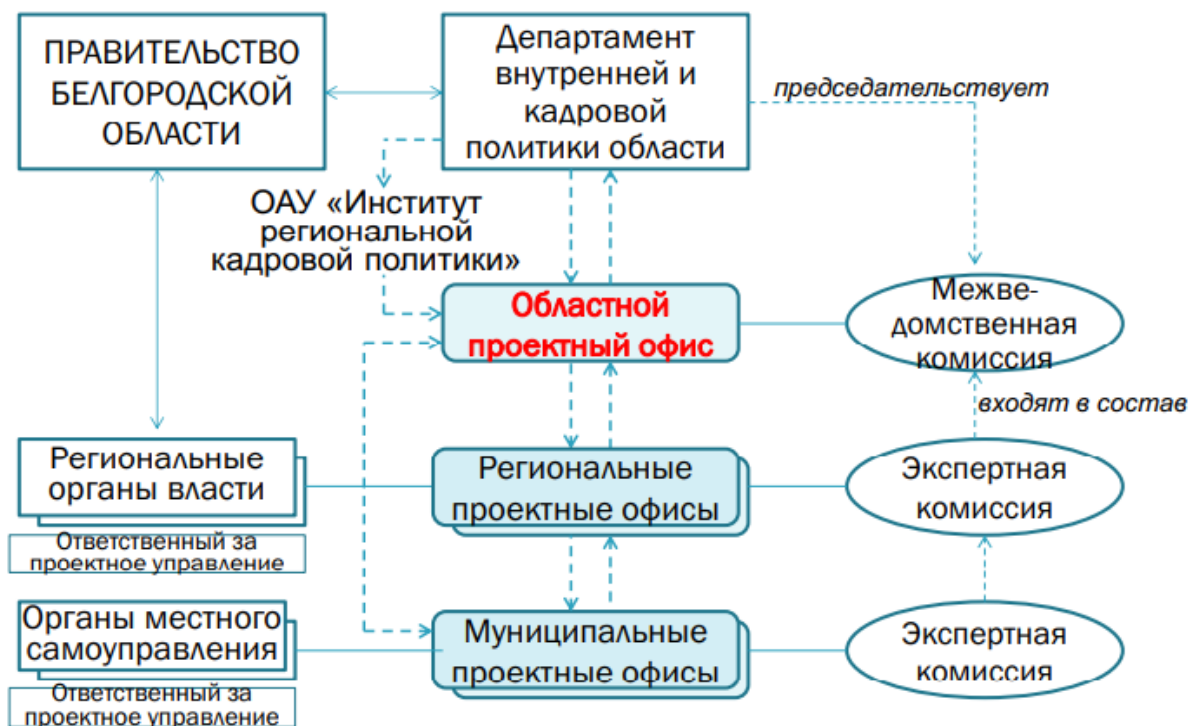 ПРАВИТЕЛЬСТВО
БЕЛГОРОДСКОЙ
ОБЛАСТИ
Департамент
внутренней и
кадровой
политики области
председательствует
ОАУ «Институт
региональной
кадровой политики»
Областной
проектный офис
Межве-
домственная
комиссия
входят в состав
Региональные
органы власти
Региональные
проектные офисы
Экспертная
комиссия
Ответственный за
проектное управление
Органы местного
самоуправления
Муниципальные
проектные офисы
Экспертная
комиссия
Ответственный за
проектное управление